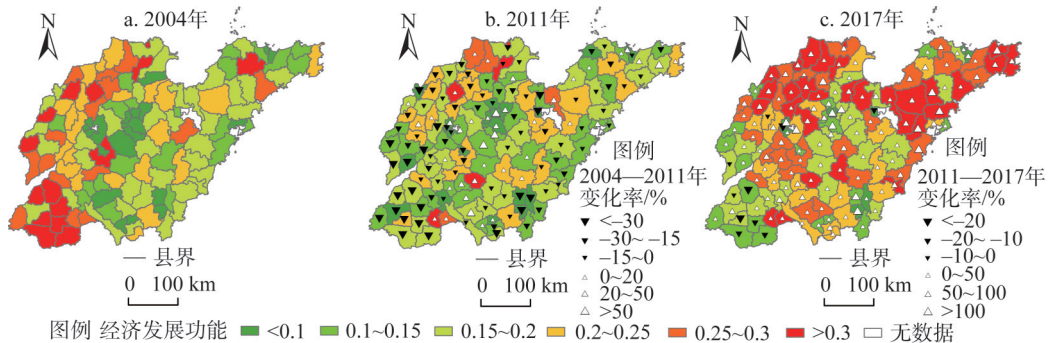 N
a. 2004年
— 县界
0 100 km
N
b. 2011年
图例
2004—2011年
变化率/%
<–30
–30~ –15
–15~0
0~20
20~50
>50
— 县界
0 100 km
N
c. 2017年
图例
2011—2017年
变化率/%
<–20
–20~ –10
–10~0
0~50
50~100
>100
— 县界
0 100 km
图例 经济发展功能 <0.1 0.1~0.15 0.15~0.2 0.2~0.25 0.25~0.3 >0.3 无数据